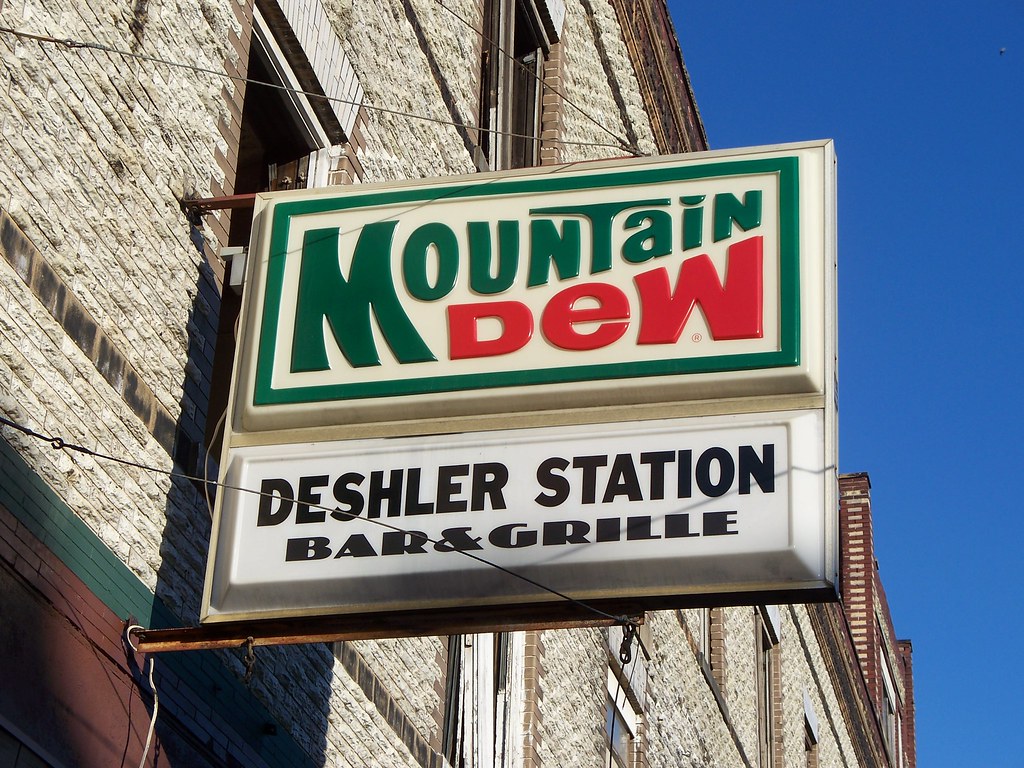 MOUNTaiN
DeW
®
DESHLER STATION
BAR&GRILLE